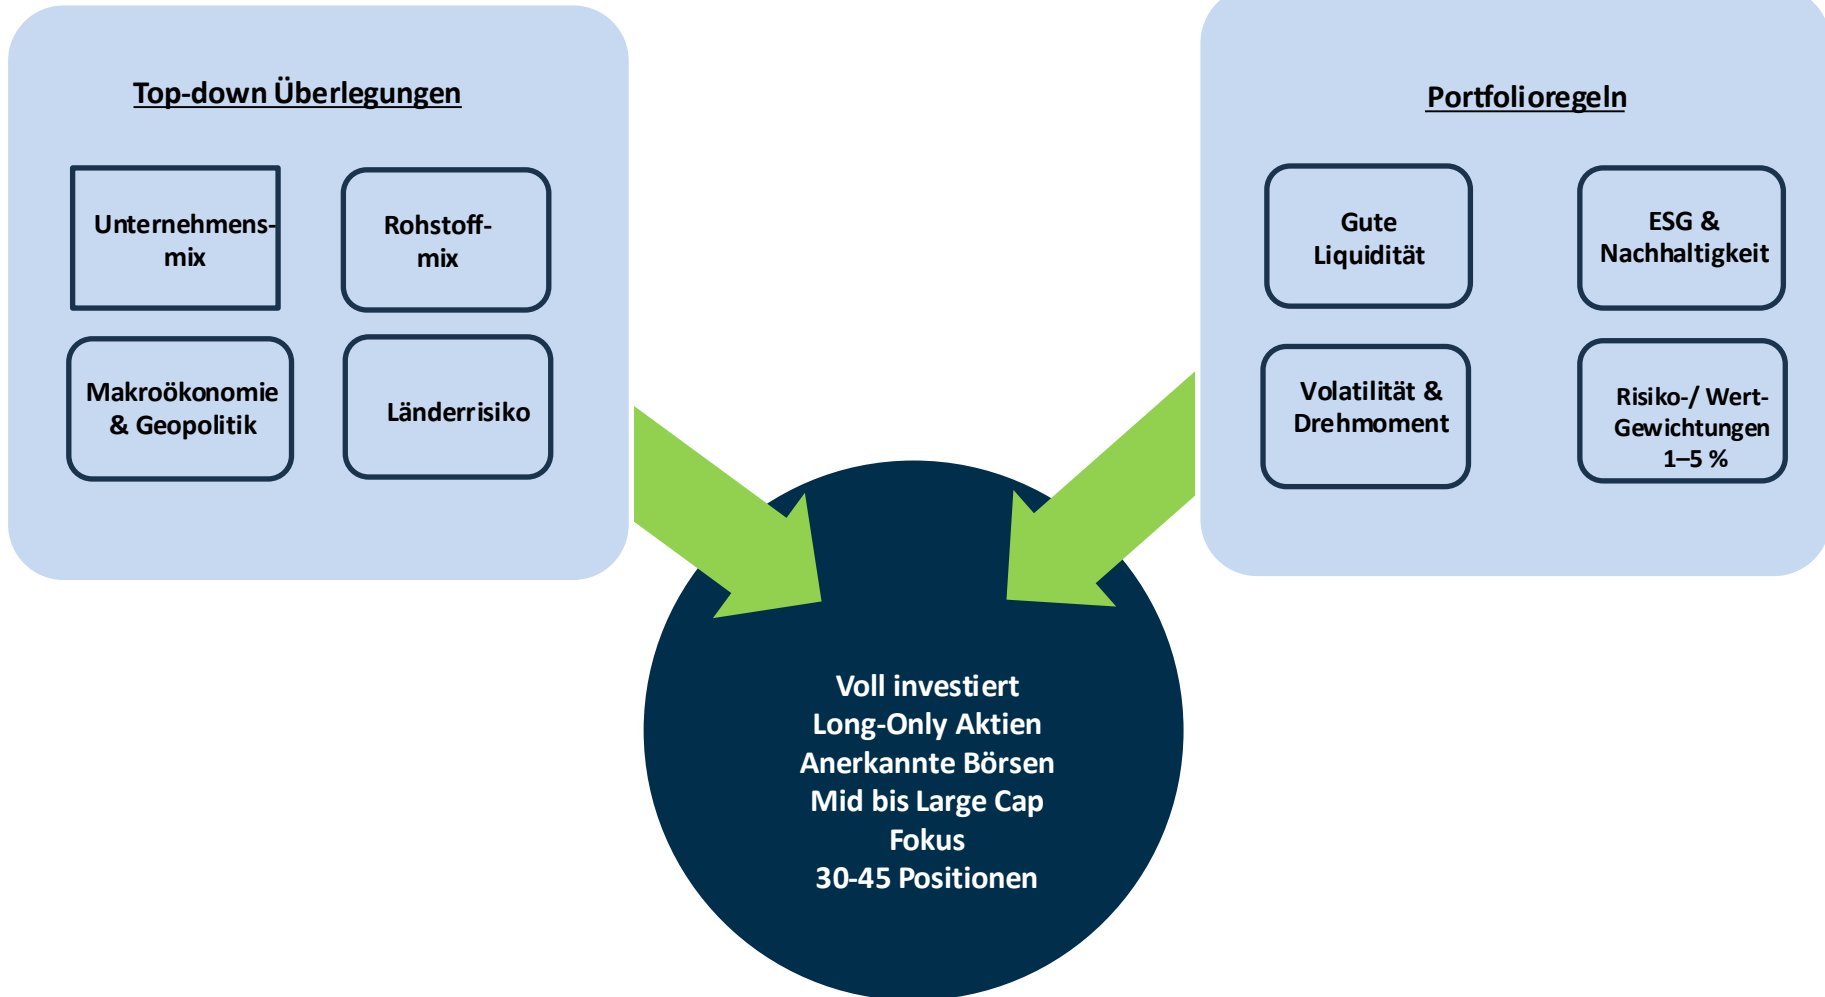 Top-down Überlegungen
Unternehmens-
mix
Rohstoff-
mix
Makroökonomie
& Geopolitik
Länderrisiko
Portfolioregeln
Gute
Liquidität
ESG &
Nachhaltigkeit
Volatilität &
Drehmoment
Risiko-/ Wert-
Gewichtungen
1–5 %
Voll investiert
Long-Only Aktien
Anerkannte Börsen
Mid bis Large Cap
Fokus
30-45 Positionen